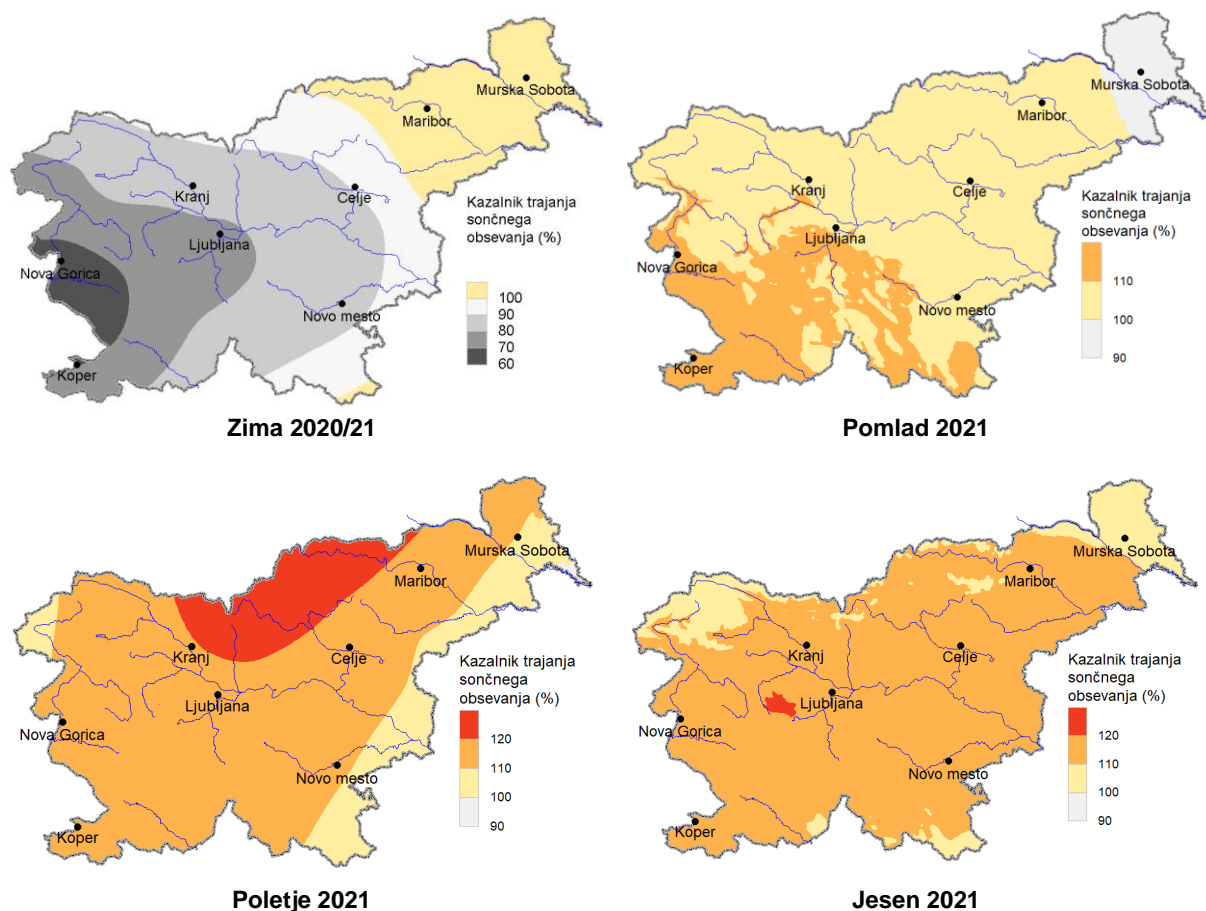 Murska Sobota
Maribor
Kranj
Celje
Ljubljana
Nova Gorica
Novo mesto
Koper
Kazalnik trajanja
sončnega
obsevanja (%)
100
90
80
70
60
Zima 2020/21
Murska Sobota
Maribor
Kranj
Celje
Ljubljana
Nova Gorica
Novo mesto
Koper
Kazalnik trajanja
sončnega
obsevanja (%)
110
100
90
Pomlad 2021
Murska Sobota
Maribor
Kranj
Celje
Ljubljana
Nova Gorica
Novo mesto
Koper
Kazalnik trajanja
sončnega
obsevanja (%)
120
110
100
90
Poletje 2021
Murska Sobota
Maribor
Kranj
Celje
Ljubljana
Nova Gorica
Novo mesto
Koper
Kazalnik trajanja
sončnega
obsevanja (%)
120
110
100
90
Jesen 2021